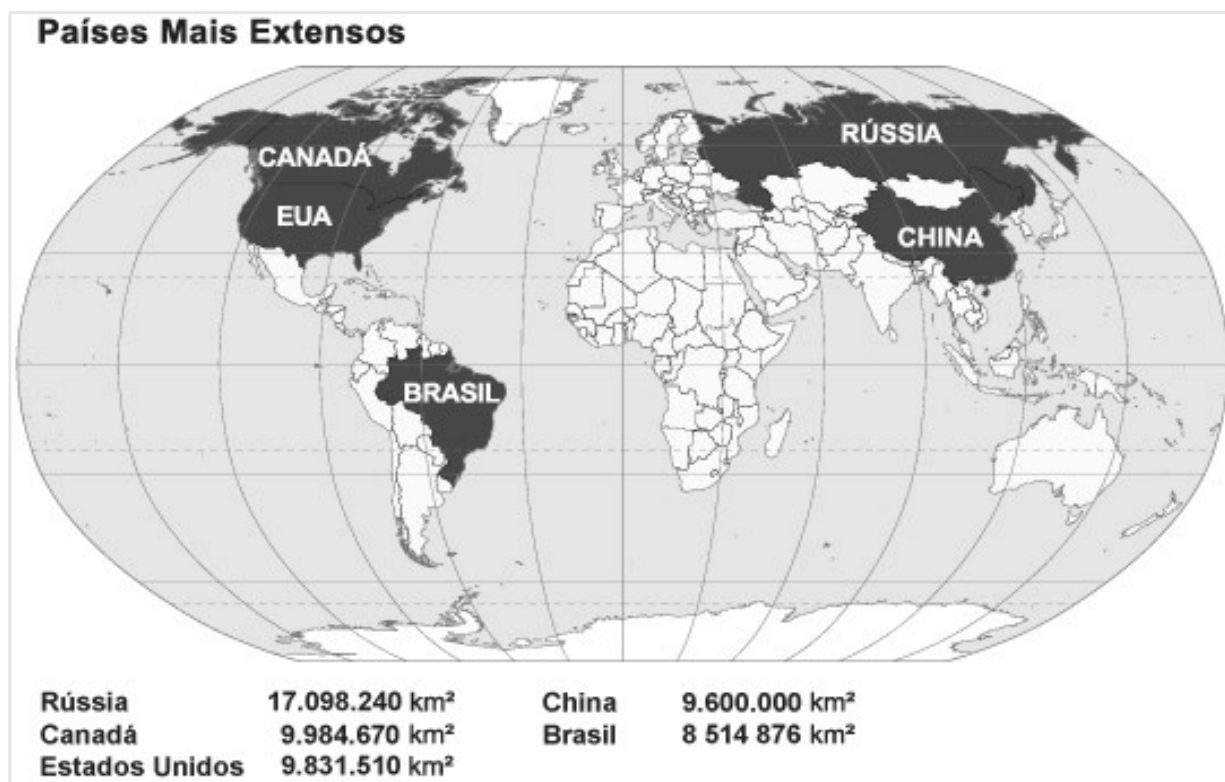 Países Mais Extensos
CANADÁ
RÚSSIA
EUA
CHINA
BRASIL
Rússia 17.098.240 km² China 9.600.000 km²
Canadá 9.984.670 km² Brasil 8 514 876 km²
Estados Unidos 9.831.510 km²